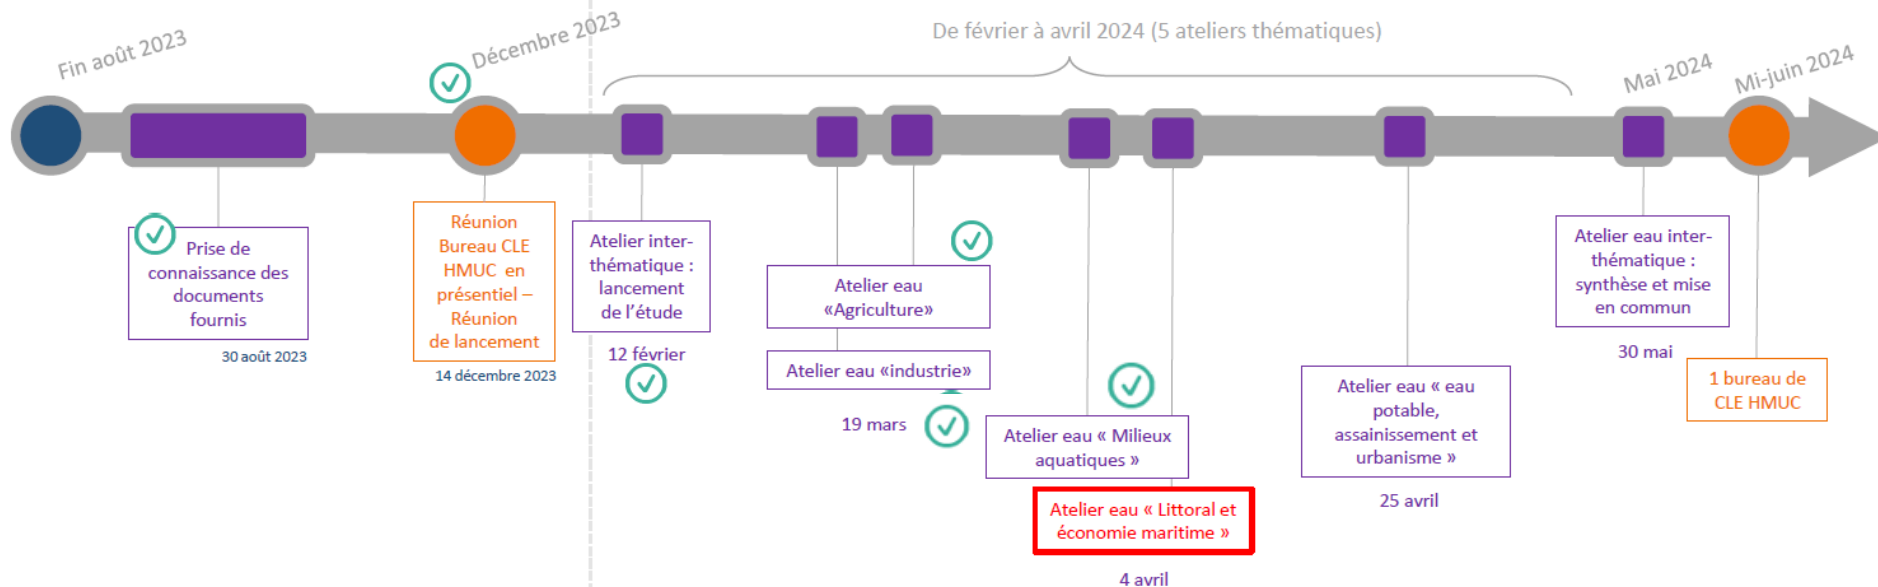 Fin août 2023
Décembre 2023
De février à avril 2024 (5 ateliers thématiques)
Mai 2024
Mi-juin 2024
Prise de
connaissance des
documents
fournis
30 août 2023
Réunion
Bureau CLE
HMUC en
présentiel –
Réunion
de lancement
14 décembre 2023
Atelier inter-
thématique :
lancement
de l'étude
12 février
Atelier eau
«Agriculture»
Atelier eau «industrie»
19 mars
Atelier eau « Milieux
aquatiques »
Atelier eau « Littoral et
économie maritime »
4 avril
Atelier eau « eau
potable,
assainissement et
urbanisme »
25 avril
Atelier eau inter-
thématique :
synthèse et mise
en commun
30 mai
1 bureau de
CLE HMUC